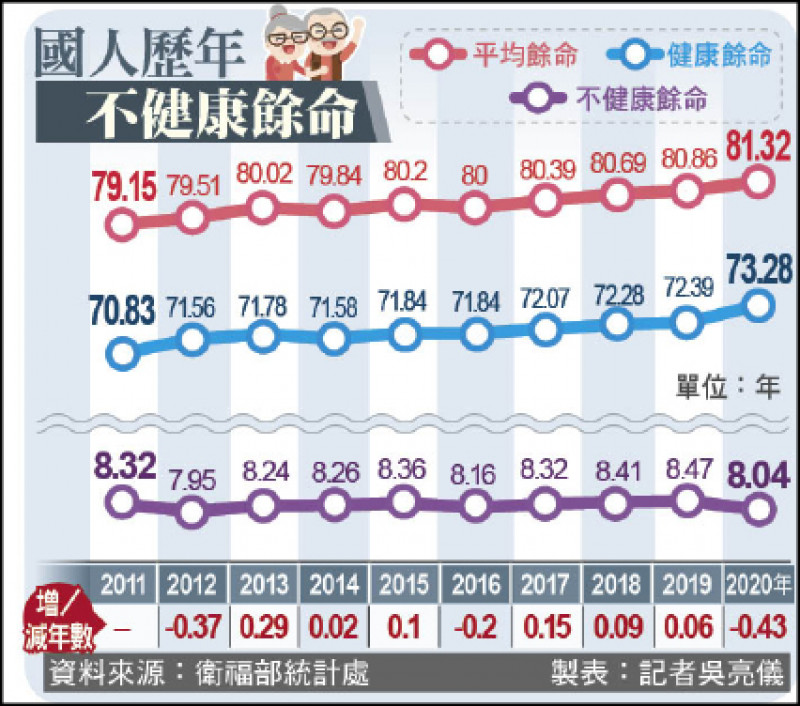 國人歷年
不健康餘命
平均餘命 健康餘命
不健康餘命
79.15 79.51 80.02 79.84 80.2 80 80.39 80.69 80.86 81.32
70.83 71.56 71.78 71.58 71.84 71.84 72.07 72.28 72.39 73.28
單位：年
8.32 7.95 8.24 8.26 8.36 8.16 8.32 8.41 8.47 8.04
2011 2012 2013 2014 2015 2016 2017 2018 2019 2020年
增／
減年數
– -0.37 0.29 0.02 0.1 -0.2 0.15 0.09 0.06 -0.43
資料來源：衛福部統計處 製表：記者吳亮儀